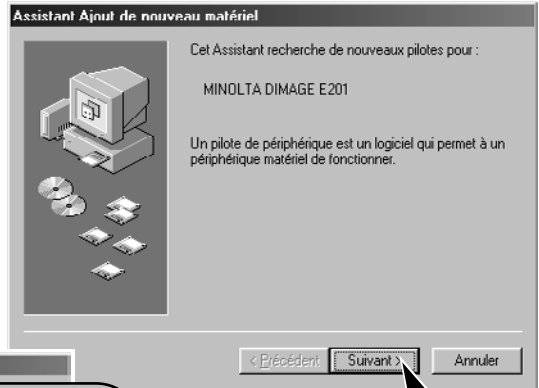 Assistant Ajout de nouveau matériel
Cet Assistant recherche de nouveaux pilotes pour :
MINOLTA DIMAGE E201
Un pilote de périphérique est un logiciel qui permet à un
périphérique matériel de fonctionner.
< Précédent
Suivant >
Annuler